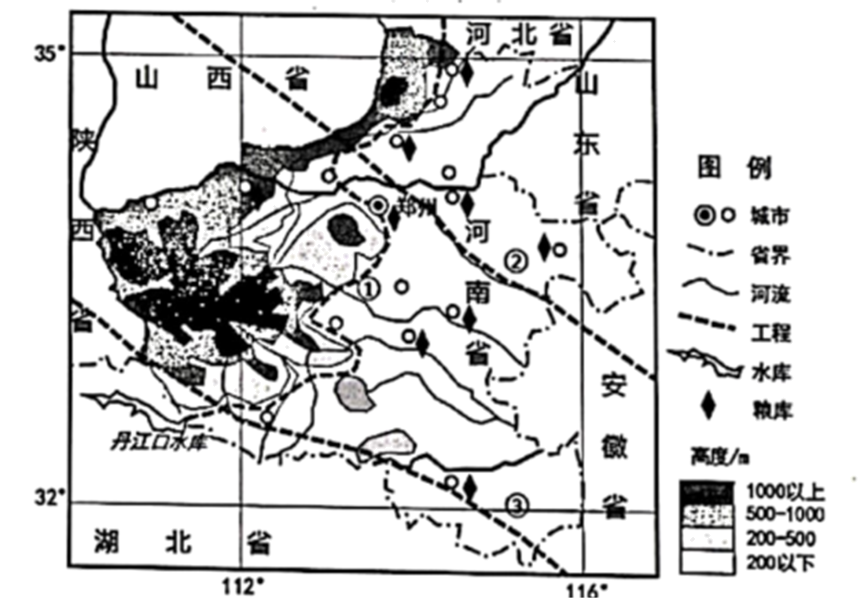 35°
河北省
山西省
山东省
陕西省
郑州
河南省
①
②
③
安徽省
丹江口水库
32°
湖北省
112°
116°
图例
城市
省界
河流
工程
水库
粮库
高度/m
1000以上
500-1000
200-500
200以下